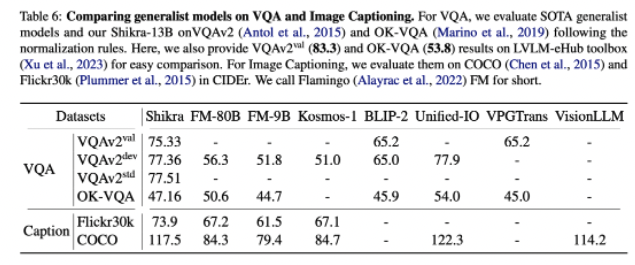 Table 6: Comparing generalist models on VQA and Image Captioning. For VQA, we evaluate SOTA generalist
models and our Shikra-13B onVQAv2 (Antol et al., 2015) and OK-VQA (Marino et al., 2019) following the
normalization rules. Here, we also provide VQAv2val (83.3) and OK-VQA (53.8) results on LVLM-eHub toolbox
(Xu et al., 2023) for easy comparison. For Image Captioning, we evaluate them on COCO (Chen et al., 2015) and
Flickr30k (Plummer et al., 2015) in CIDEr. We call Flamingo (Alayrac et al., 2022) FM for short.
Datasets Shikra FM-80B FM-9B Kosmos-1 BLIP-2 Unified-IO VPGTrans VisionLLM
VQA
VQAv2val 75.33 - - - 65.2 - 65.2 -
VQAv2dev 77.36 56.3 51.8 51.0 65.0 77.9 - -
VQAv2std 77.51 - - - - - - -
OK-VQA 47.16 50.6 44.7 - 45.9 54.0 45.0 -
Caption
Flickr30k 73.9 67.2 61.5 67.1 - - - -
COCO 117.5 84.3 79.4 84.7 - 122.3 - 114.2